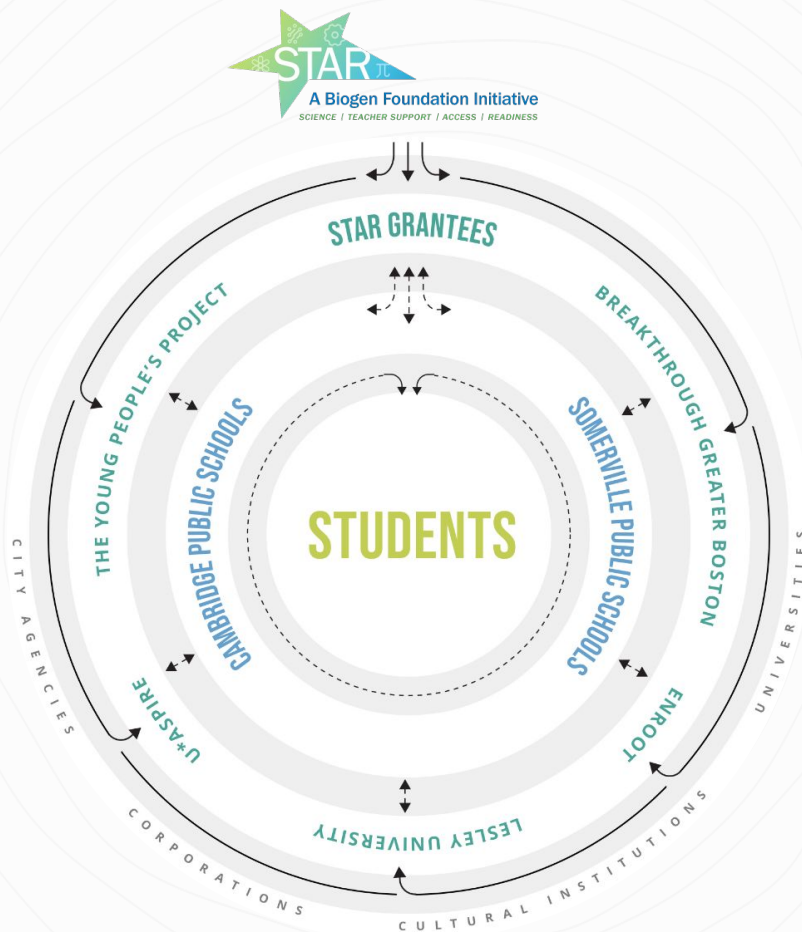 STAR π
A Biogen Foundation Initiative
SCIENCE / TEACHER SUPPORT / ACCESS / READINESS
STAR GRANTEES
THE YOUNG PEOPLE'S PROJECT
BREAKTHROUGH GREATER BOSTON
CAMBRIDGE PUBLIC SCHOOLS
SOMERVILLE PUBLIC SCHOOLS
STUDENTS
U*ASPIRE
ENROOT
LESLEY UNIVERSITY
CITY AGENCIES
UNIVERSITIES
CORPORATIONS
CULTURAL INSTITUTIONS